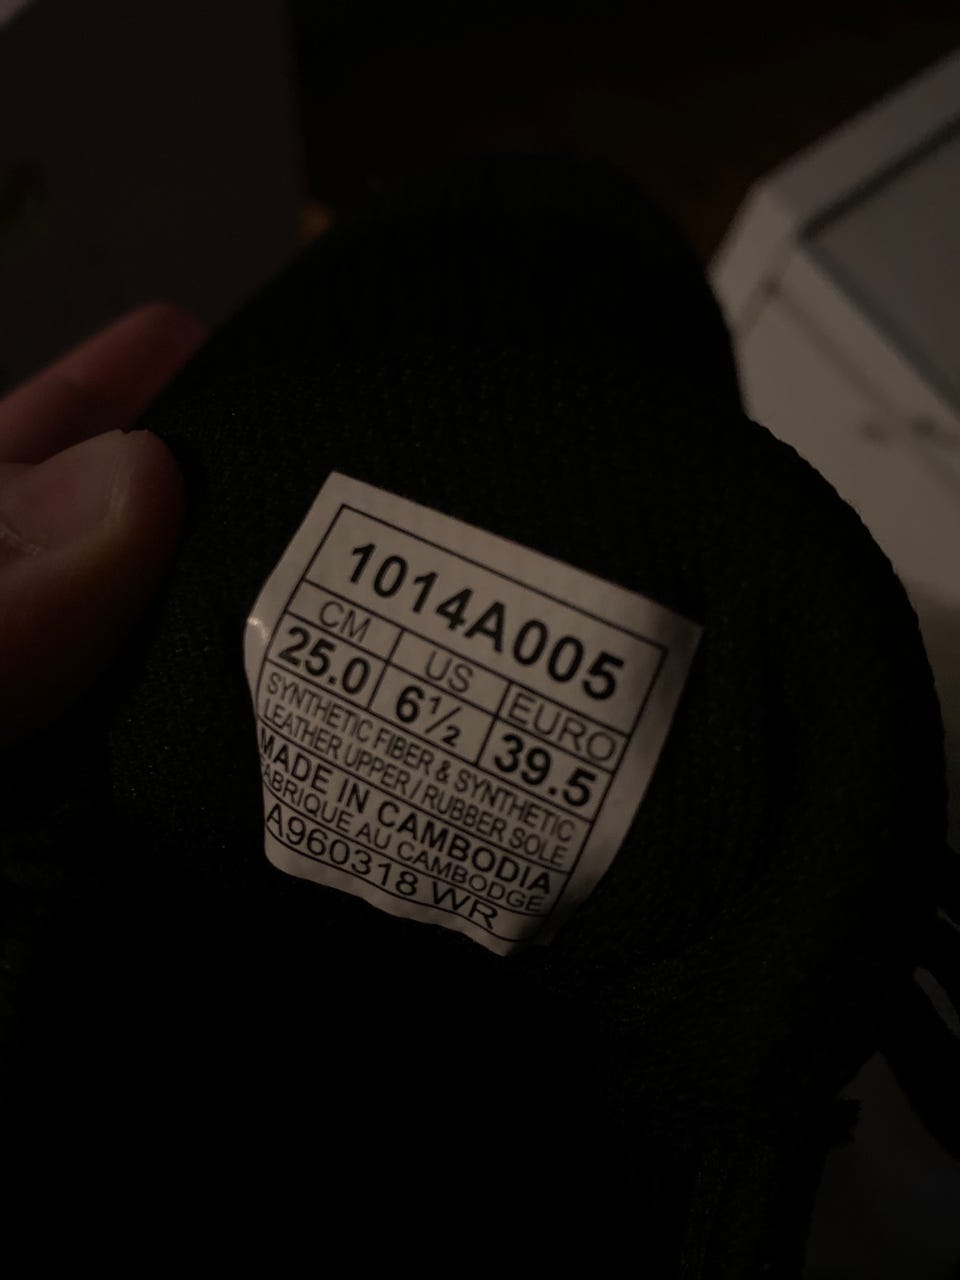 1014A005
CM US EURO
25.0 6½ 39.5
SYNTHETIC FIBER & SYNTHETIC
LEATHER UPPER / RUBBER SOLE
MADE IN CAMBODIA
FABRIQUE AU CAMBODGE
A960318 WR